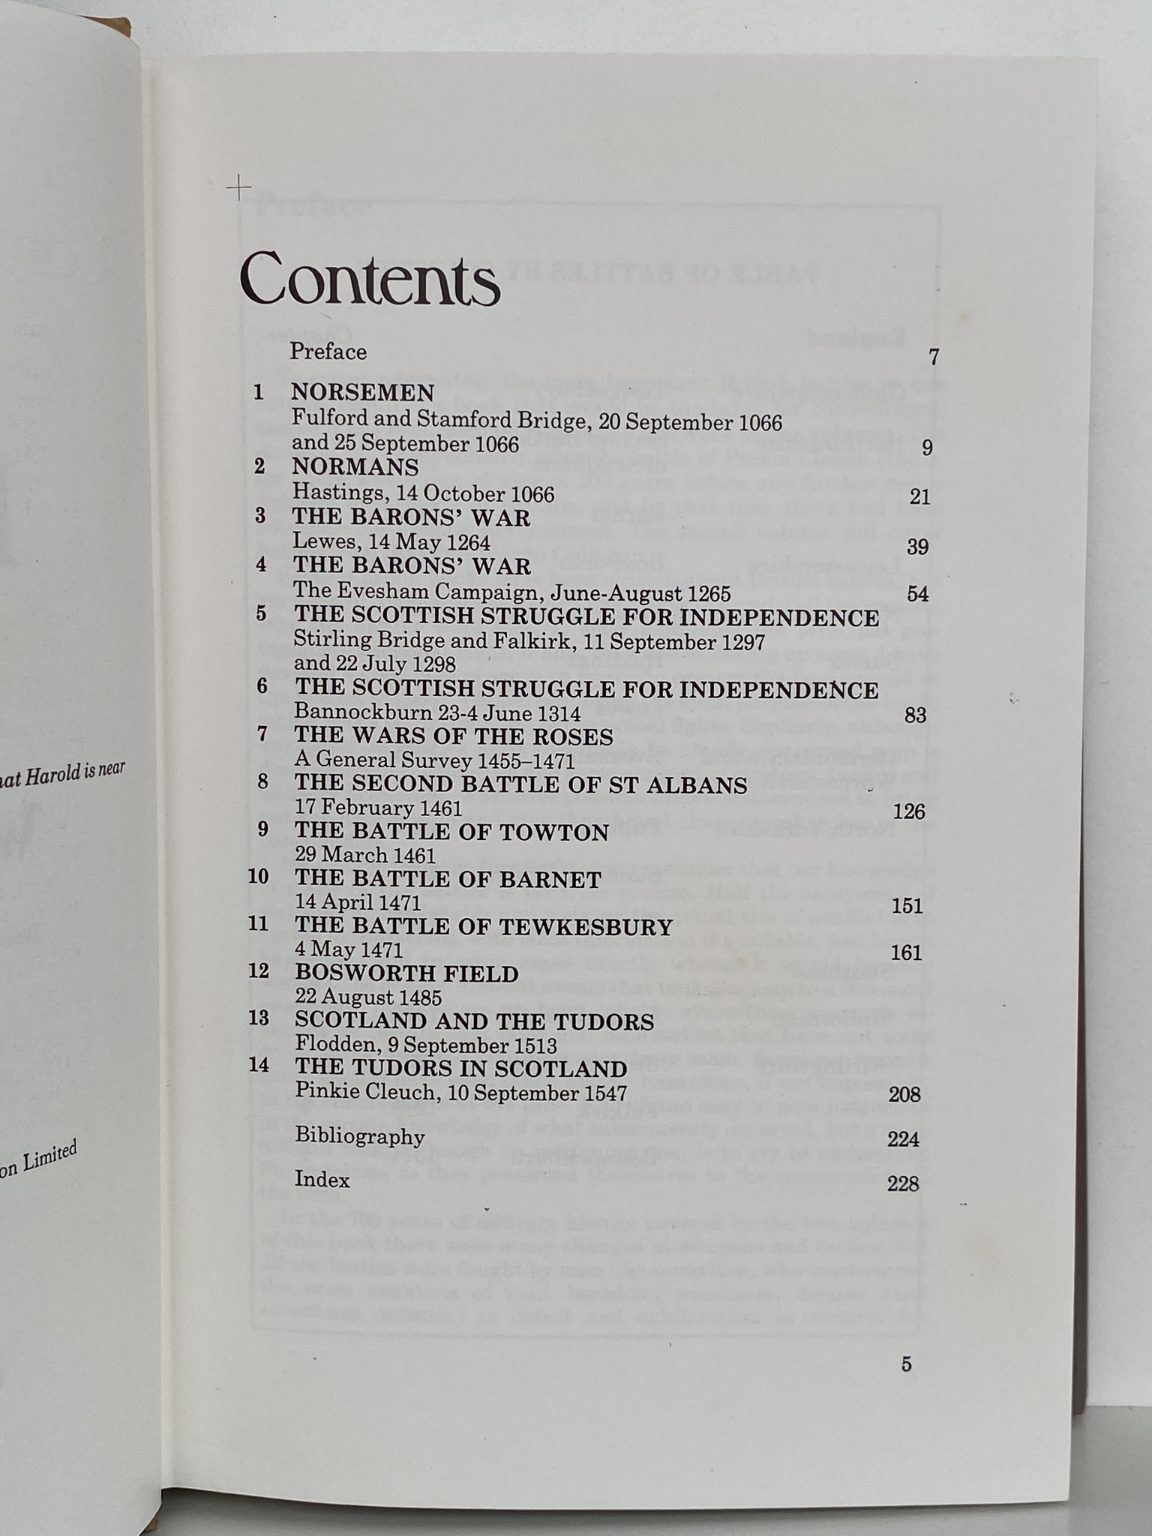 Contents
Preface 7
1 NORSEMEN
Fulford and Stamford Bridge, 20 September 1066
and 25 September 1066 9
2 NORMANS
Hastings, 14 October 1066 21
3 THE BARONS' WAR
Lewes, 14 May 1264 39
4 THE BARONS' WAR
The Evesham Campaign, June-August 1265 54
5 THE SCOTTISH STRUGGLE FOR INDEPENDENCE
Stirling Bridge and Falkirk, 11 September 1297
and 22 July 1298
6 THE SCOTTISH STRUGGLE FOR INDEPENDENCE
Bannockburn 23-4 June 1314 83
7 THE WARS OF THE ROSES
A General Survey 1455–1471
8 THE SECOND BATTLE OF ST ALBANS
17 February 1461 126
9 THE BATTLE OF TOWTON
29 March 1461
10 THE BATTLE OF BARNET
14 April 1471 151
11 THE BATTLE OF TEWKESBURY
4 May 1471 161
12 BOSWORTH FIELD
22 August 1485
13 SCOTLAND AND THE TUDORS
Flodden, 9 September 1513
14 THE TUDORS IN SCOTLAND
Pinkie Cleuch, 10 September 1547 208
Bibliography 224
Index 228
5
Harold is near
Limited